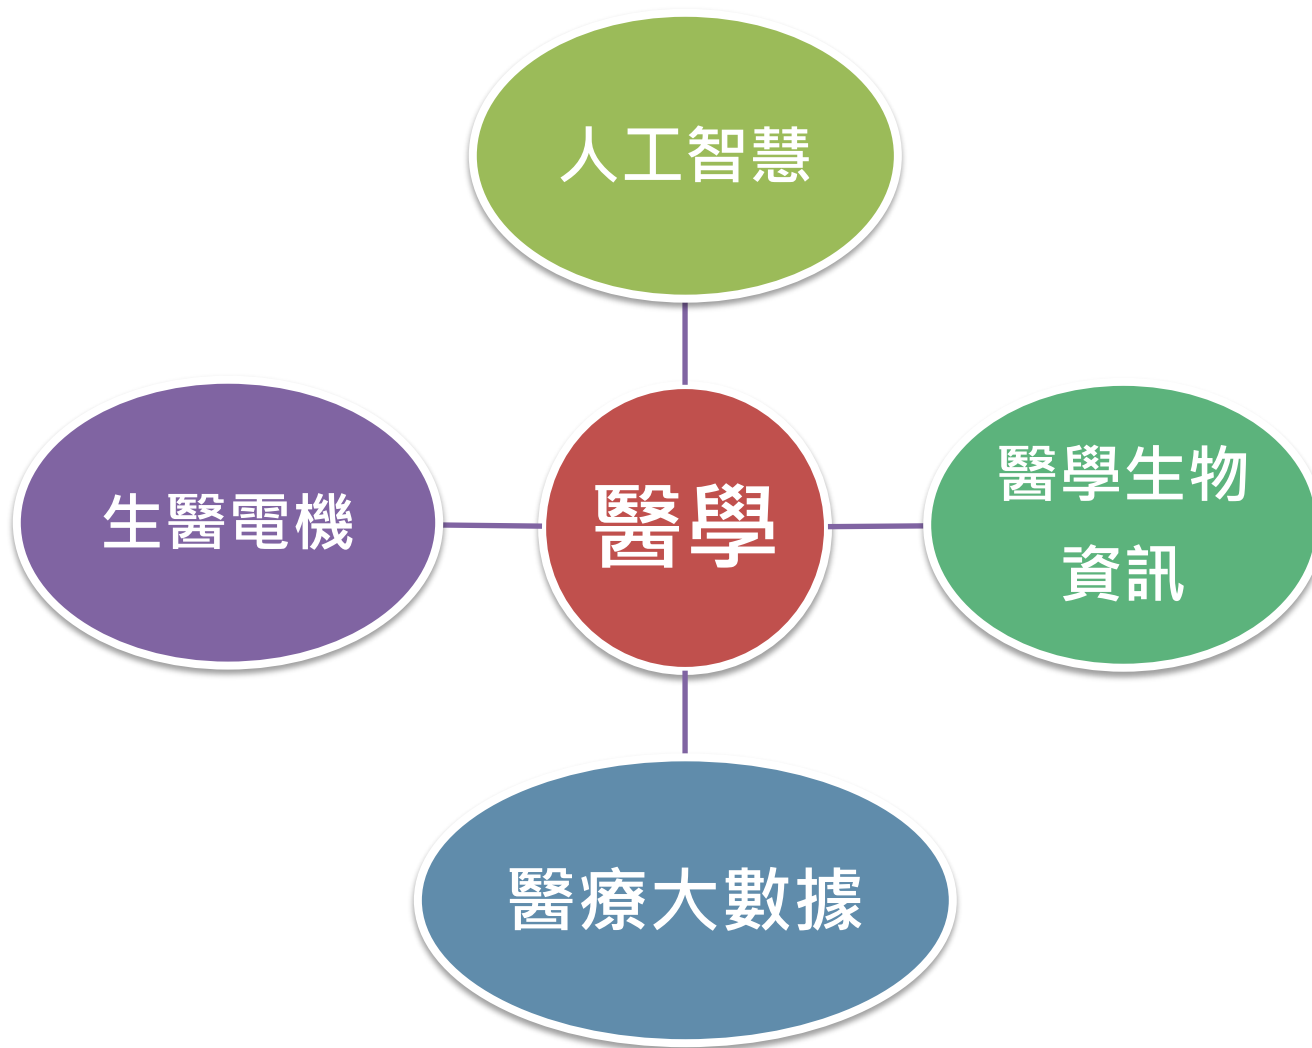 人工智慧
生醫電機
醫學
醫學生物
資訊
醫療大數據